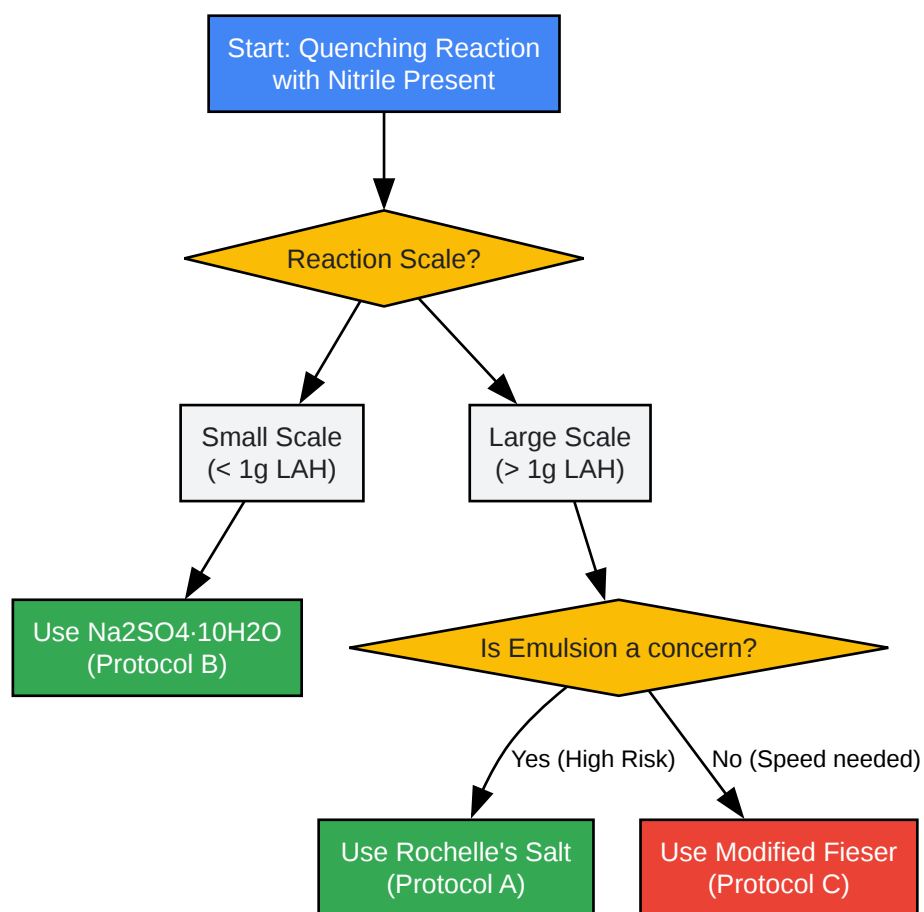 Start: Quenching Reaction
with Nitrile Present
Reaction Scale?
Small Scale
(< 1g LAH)
Large Scale
(> 1g LAH)
Use Na2SO4·10H2O
(Protocol B)
Is Emulsion a concern?
Yes (High Risk)
No (Speed needed)
Use Rochelle's Salt
(Protocol A)
Use Modified Fieser
(Protocol C)